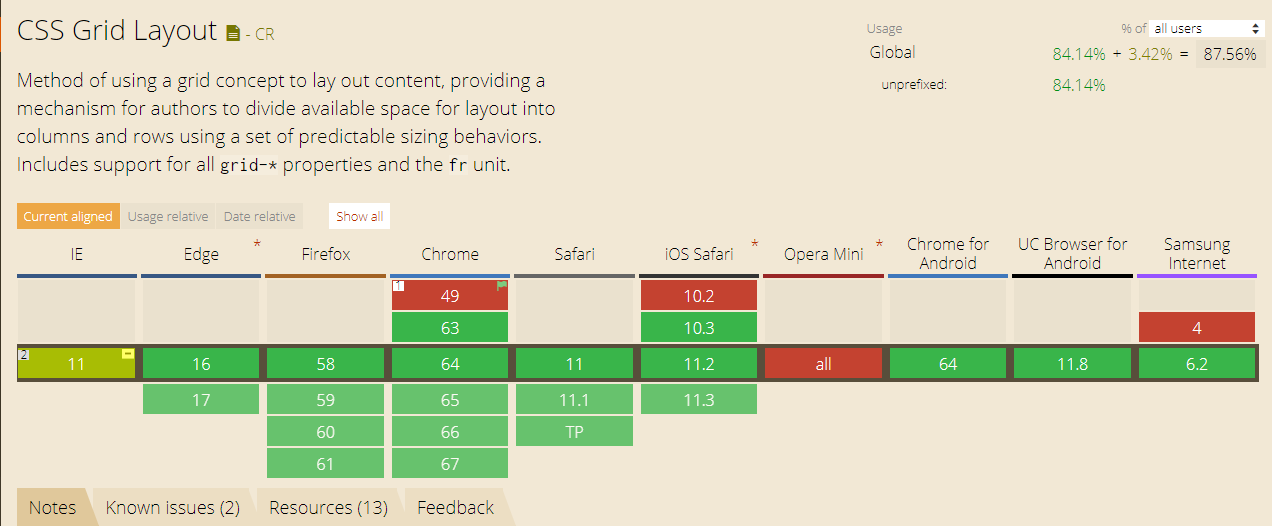 CSS Grid Layout - CR
Usage % of all users
Global 84.14% + 3.42% = 87.56%
unprefixed: 84.14%
Method of using a grid concept to lay out content, providing a
mechanism for authors to divide available space for layout into
columns and rows using a set of predictable sizing behaviors.
Includes support for all grid-* properties and the fr unit.
Current aligned Usage relative Date relative Show all
IE Edge * Firefox Chrome Safari iOS Safari * Opera Mini * Chrome for Android UC Browser for Android Samsung Internet
1 49 10.2
63 10.3 4
2 11 - 16 58 64 11 11.2 all 64 11.8 6.2
17 59 65 11.1 11.3
60 66 TP
61 67
Notes Known issues (2) Resources (13) Feedback